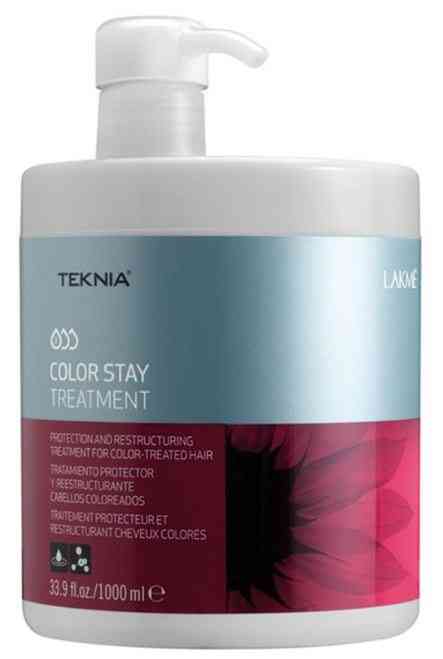 TEKNIA®
LAKMÉ
COLOR STAY
TREATMENT
PROTECTION AND RESTRUCTURING
TREATMENT FOR COLOR-TREATED HAIR
TRATAMIENTO PROTECTOR
Y REESTRUCTURANTE
CABELLOS COLOREADOS
TRAITEMENT PROTECTEUR ET
RESTRUCTURANT CHEVEUX COLORES
33.9 fl.oz./1000 ml ℮